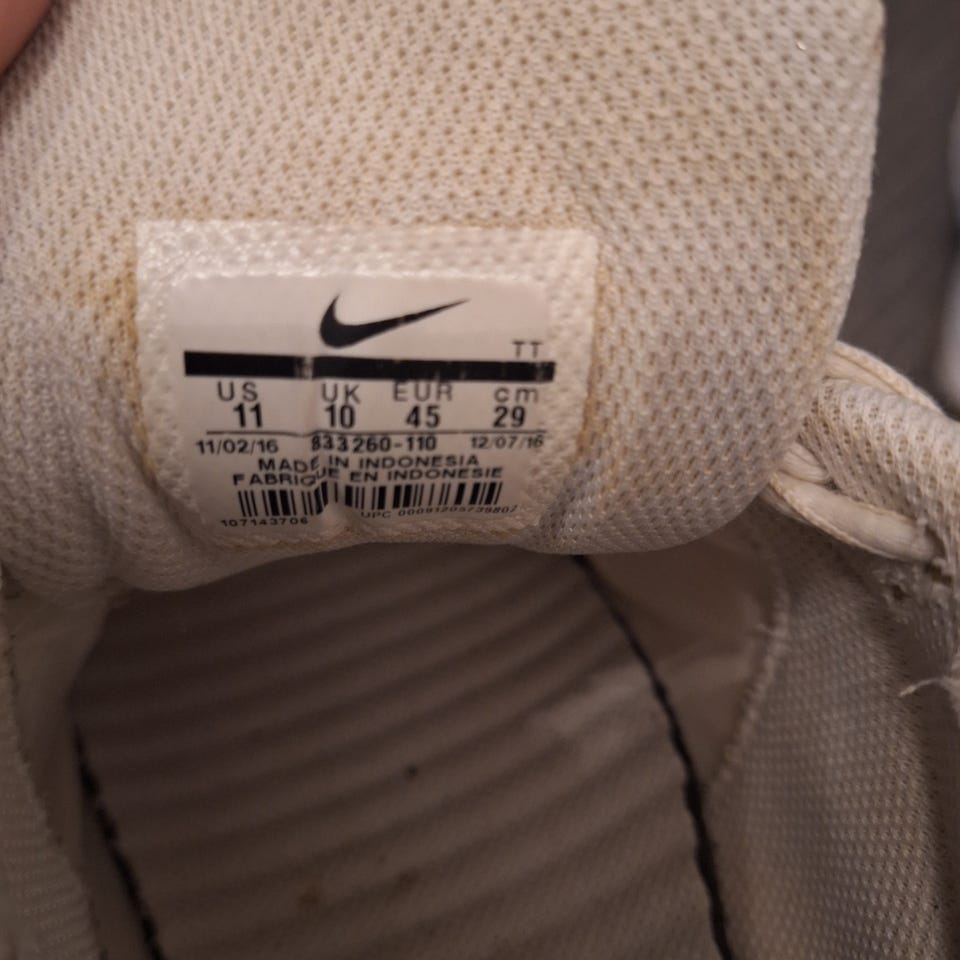 TT
US UK EUR cm
11 10 45 29
11/02/16 833260-110 12/07/16
MADE IN INDONESIA
FABRIQUE EN INDONESIE
107143706 UPC